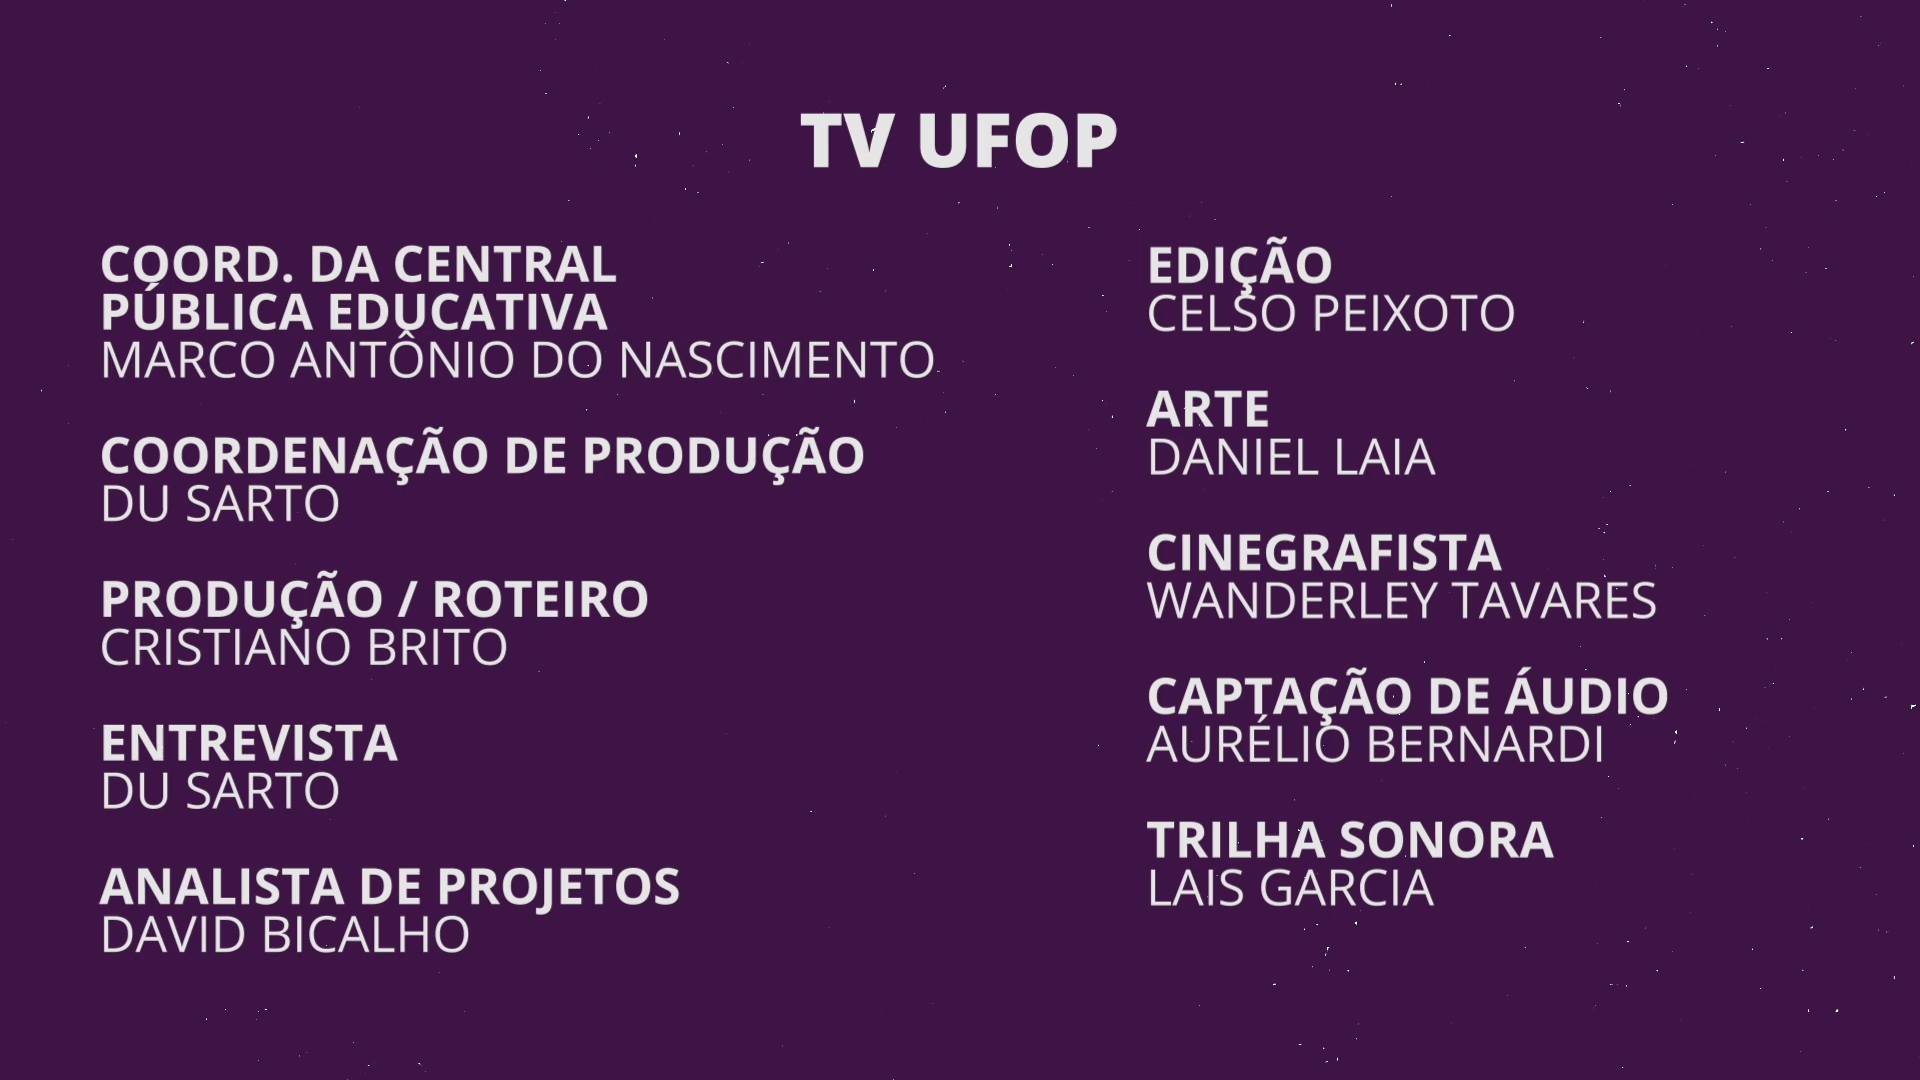 TV UFOP
COORD. DA CENTRAL
PÚBLICA EDUCATIVA
MARCO ANTÔNIO DO NASCIMENTO
COORDENAÇÃO DE PRODUÇÃO
DU SARTO
PRODUÇÃO / ROTEIRO
CRISTIANO BRITO
ENTREVISTA
DU SARTO
ANALISTA DE PROJETOS
DAVID BICALHO
EDIÇÃO
CELSO PEIXOTO
ARTE
DANIEL LAIA
CINEGRAFISTA
WANDERLEY TAVARES
CAPTAÇÃO DE ÁUDIO
AURÉLIO BERNARDI
TRILHA SONORA
LAIS GARCIA